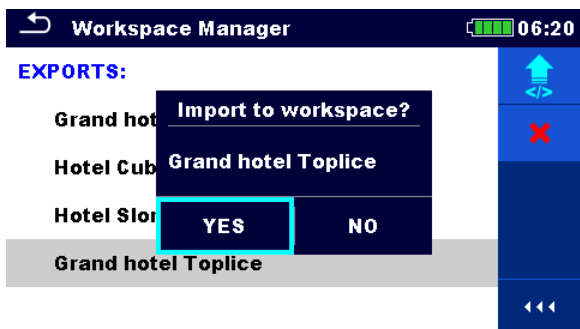 Workspace Manager
06:20
EXPORTS:
</>
Grand hot
Import to workspace?
Hotel Cub
Grand hotel Toplice
Hotel Slon
YES
NO
Grand hotel Toplice